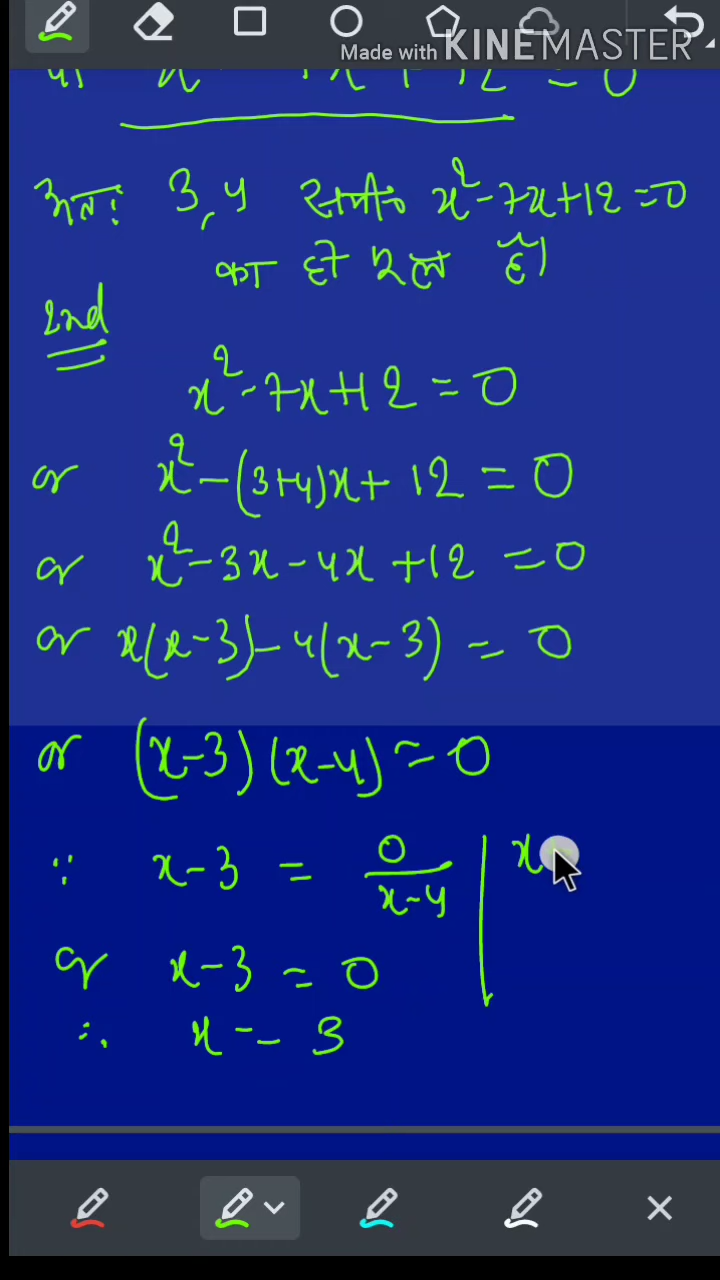 Made with KINEMASTER
अतः 3,4 समी० x²-7x+12=0
का ही हल है।
2nd
x²-7x+12=0
or x²-(3+4)x+12=0
or x²-3x-4x+12=0
or x(x-3)-4(x-3)=0
or (x-3)(x-4)=0
∵ x-3 = 0/x-4 | x
or x-3=0
∴ x=3